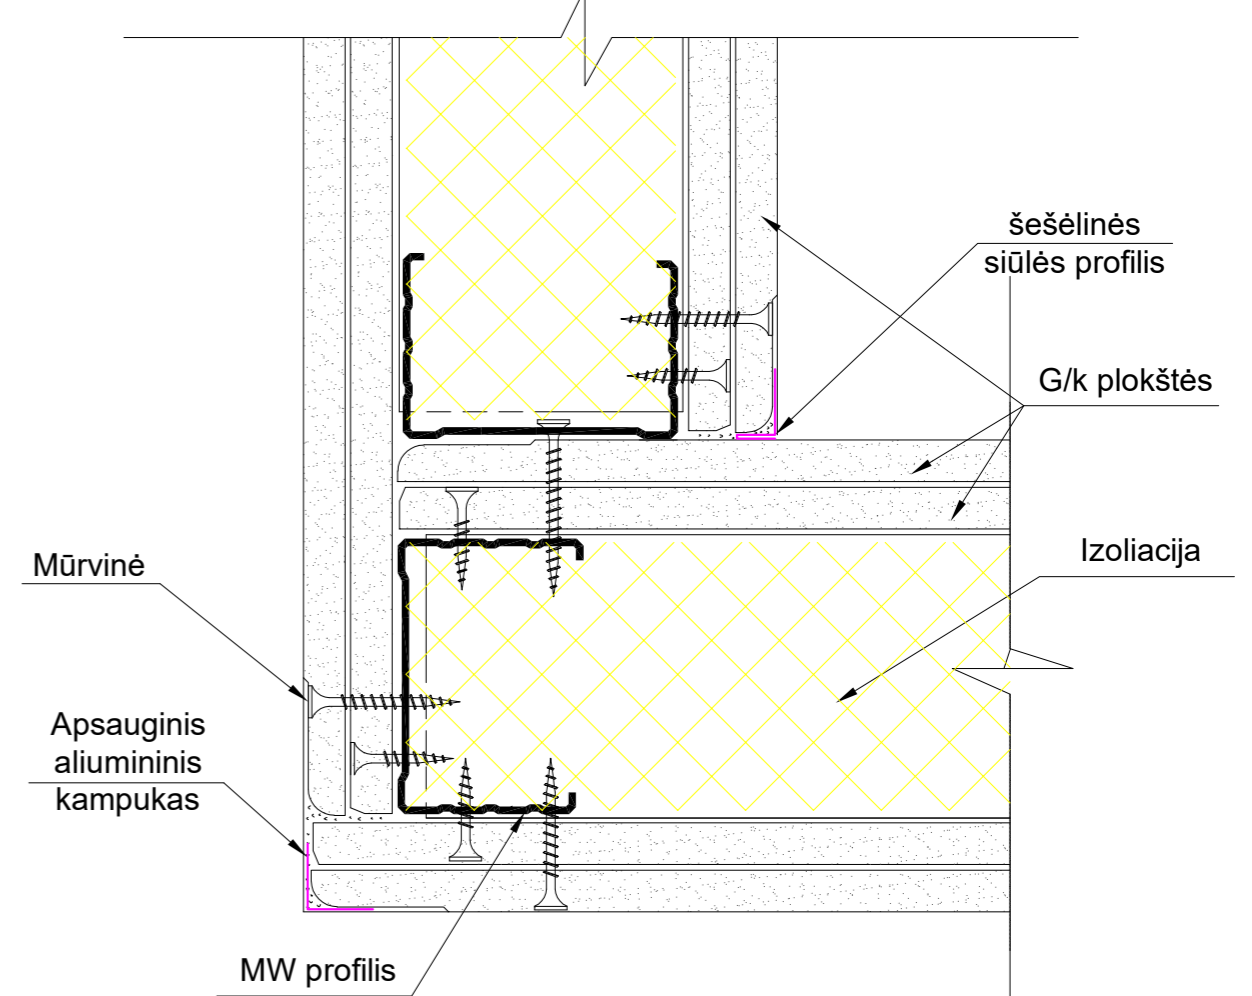 šešėlinės
siūlės profilis
G/k plokštės
Izoliacija
Mūrvinė
Apsauginis
aliumininis
kampukas
MW profilis